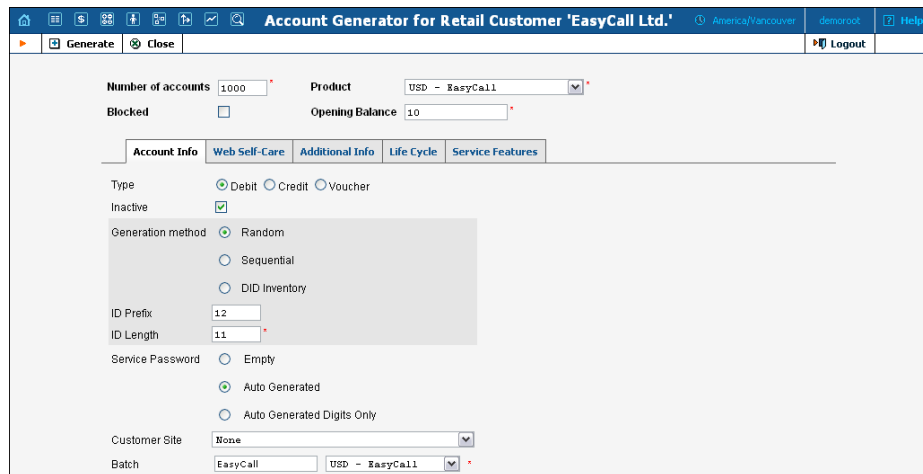 Account Generator for Retail Customer 'EasyCall Ltd.' America/Vancouver demoroot ? Help
Generate Close Logout
Number of accounts 1000 * Product USD - EasyCall *
Blocked Opening Balance 10 *
Account Info Web Self-Care Additional Info Life Cycle Service Features
Type Debit Credit Voucher
Inactive
Generation method Random
Sequential
DID Inventory
ID Prefix 12
ID Length 11 *
Service Password Empty
Auto Generated
Auto Generated Digits Only
Customer Site None
Batch EasyCall USD - EasyCall *